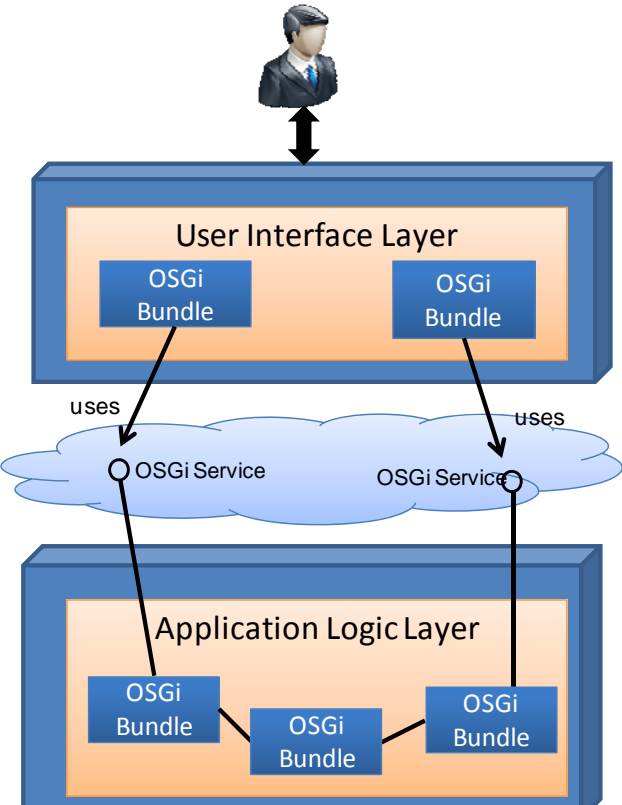 User Interface Layer
OSGi
Bundle
OSGi
Bundle
uses
uses
OSGi Service
OSGi Service
Application Logic Layer
OSGi
Bundle
OSGi
Bundle
OSGi
Bundle